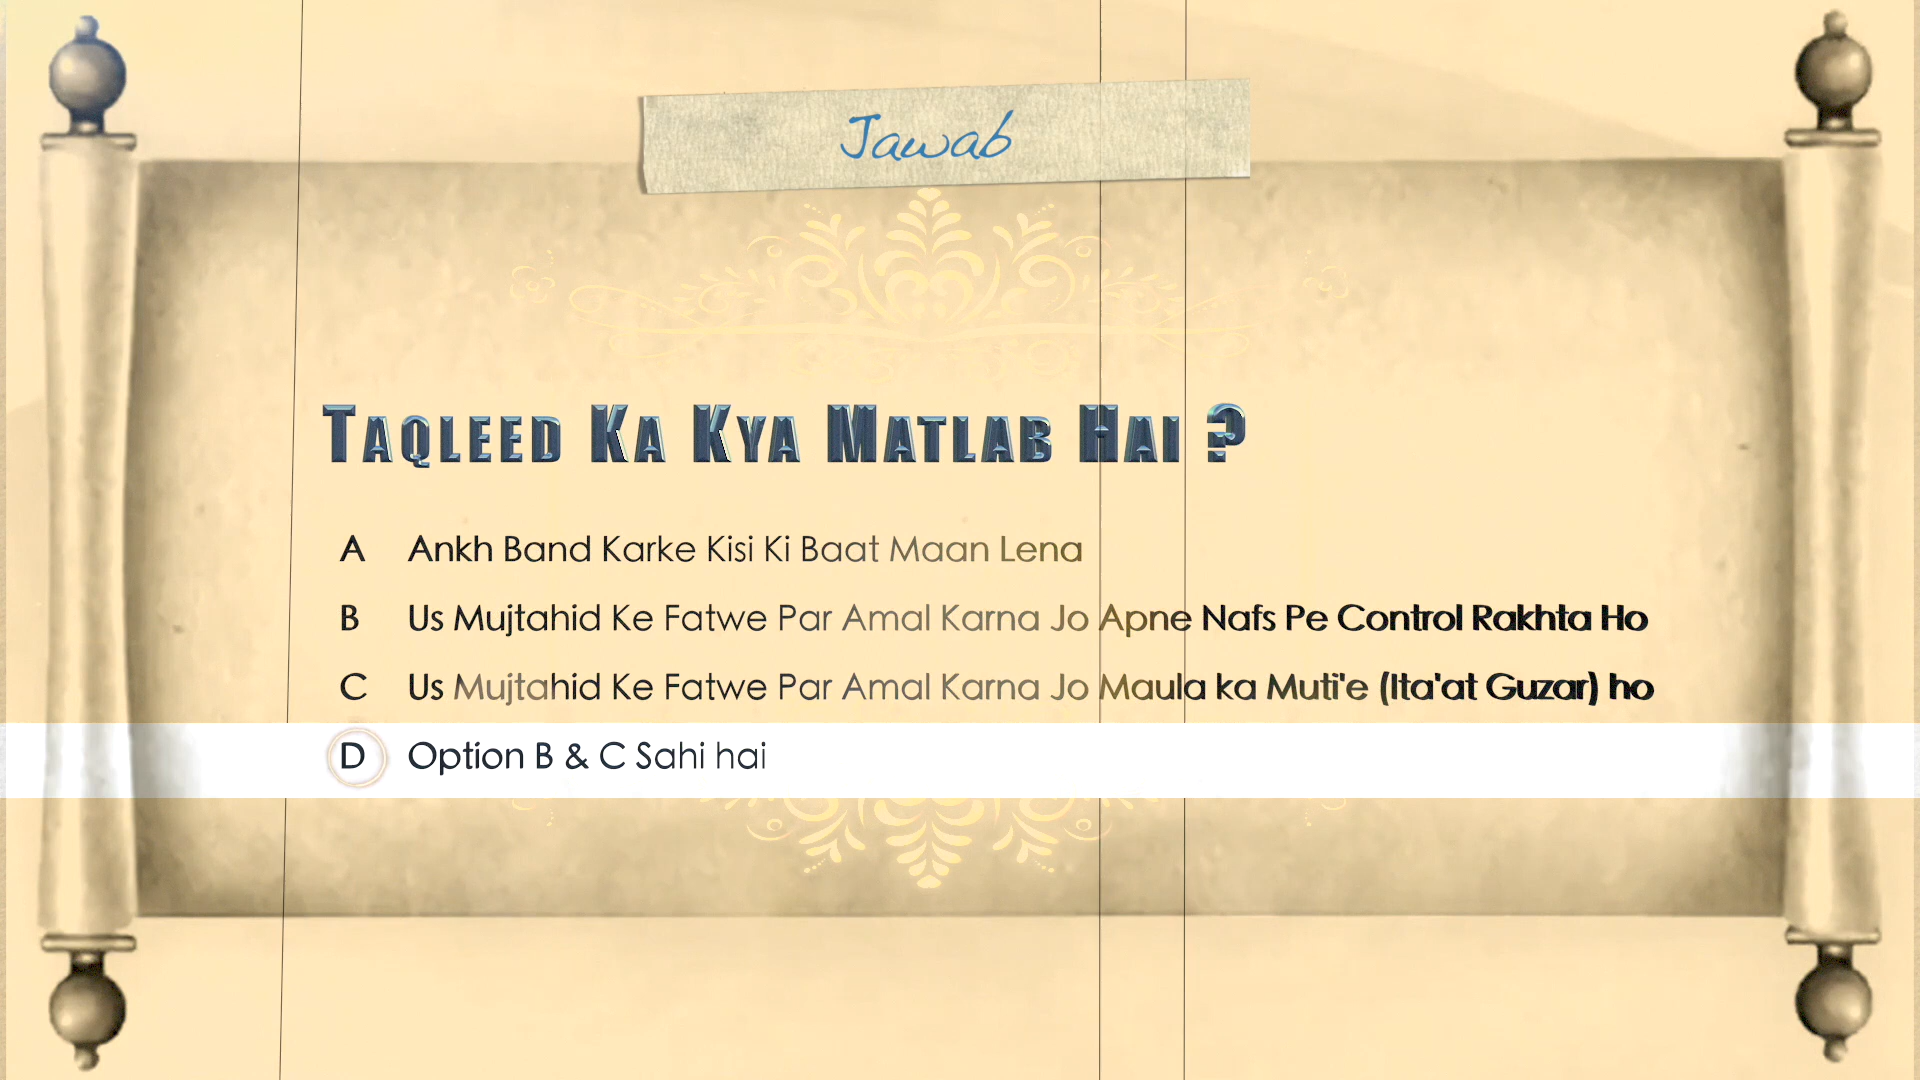 Jawab
Taqleed Ka Kya Matlab Hai ?
A Ankh Band Karke Kisi Ki Baat Maan Lena
B Us Mujtahid Ke Fatwe Par Amal Karna Jo Apne Nafs Pe Control Rakhta Ho
C Us Mujtahid Ke Fatwe Par Amal Karna Jo Maula ka Muti'e (Ita'at Guzar) ho
D Option B & C Sahi hai